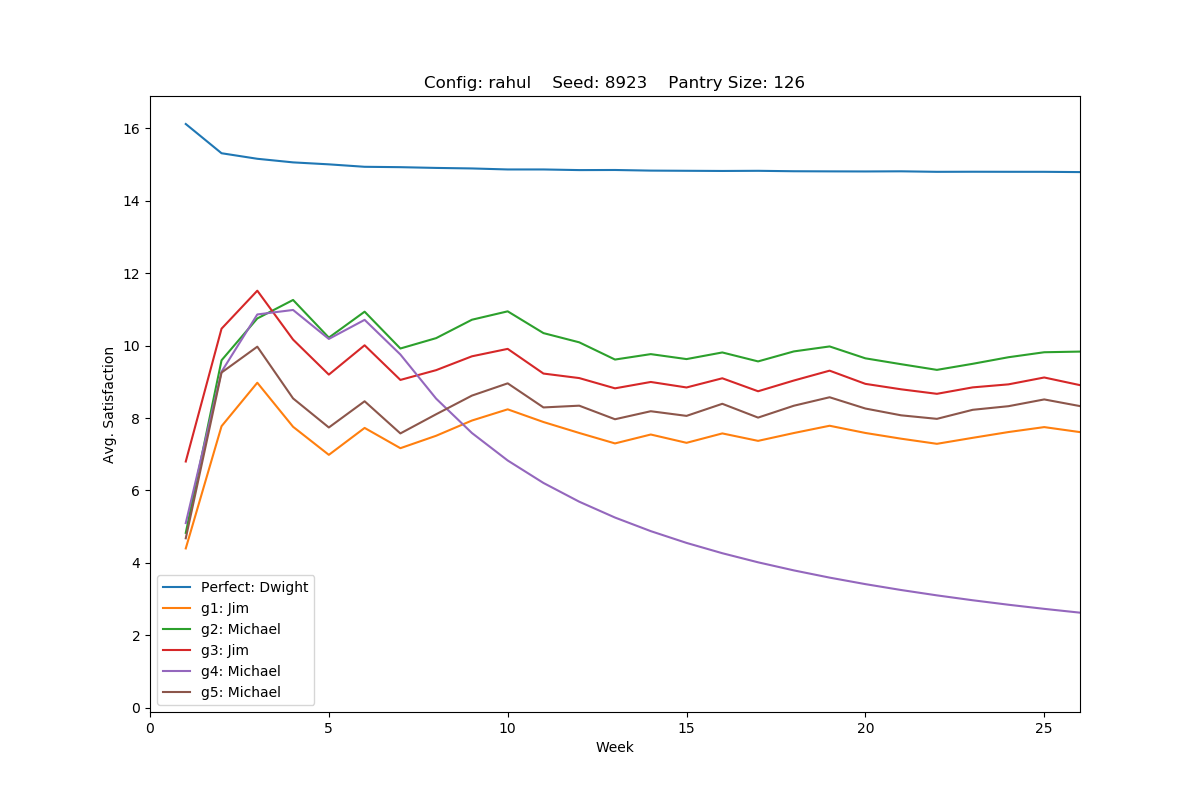 Config: rahul    Seed: 8923    Pantry Size: 126
16
14
12
10
8
6
4
2
0
Avg. Satisfaction
Perfect: Dwight
g1: Jim
g2: Michael
g3: Jim
g4: Michael
g5: Michael
0 5 10 15 20 25
Week